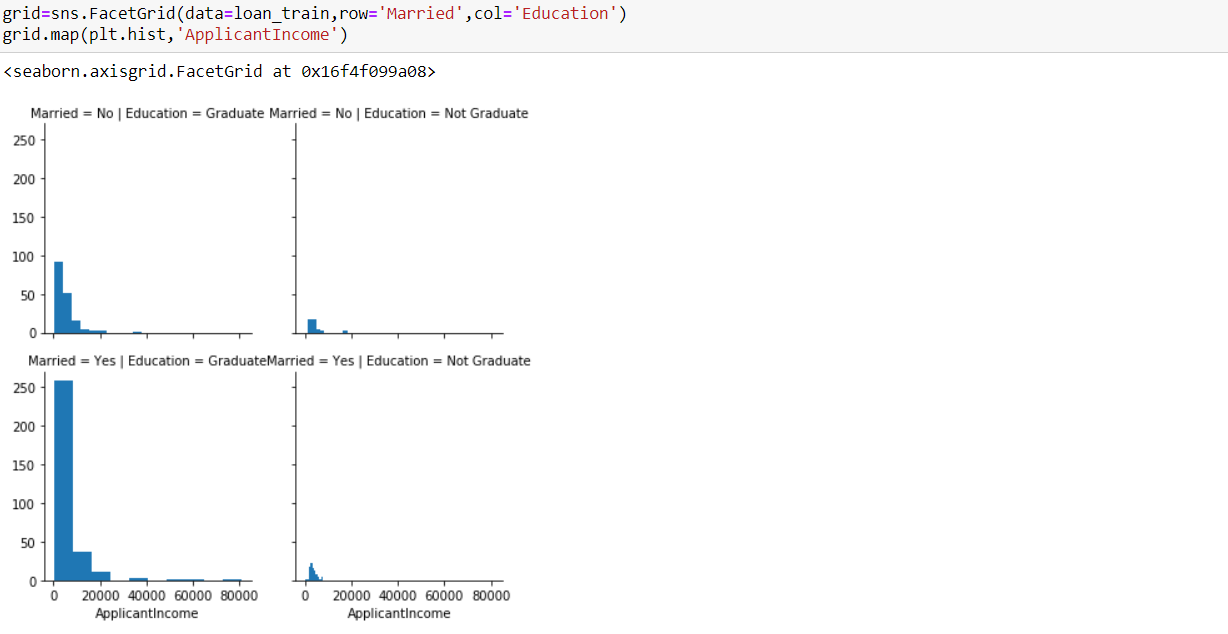 grid=sns.FacetGrid(data=loan_train,row='Married',col='Education')
grid.map(plt.hist,'ApplicantIncome')
<seaborn.axisgrid.FacetGrid at 0x16f4f099a08>
Married = No | Education = Graduate Married = No | Education = Not Graduate
250
200
150
100
50
0
Married = Yes | Education = GraduateMarried = Yes | Education = Not Graduate
250
200
150
100
50
0
0 20000 40000 60000 80000 0 20000 40000 60000 80000
ApplicantIncome ApplicantIncome